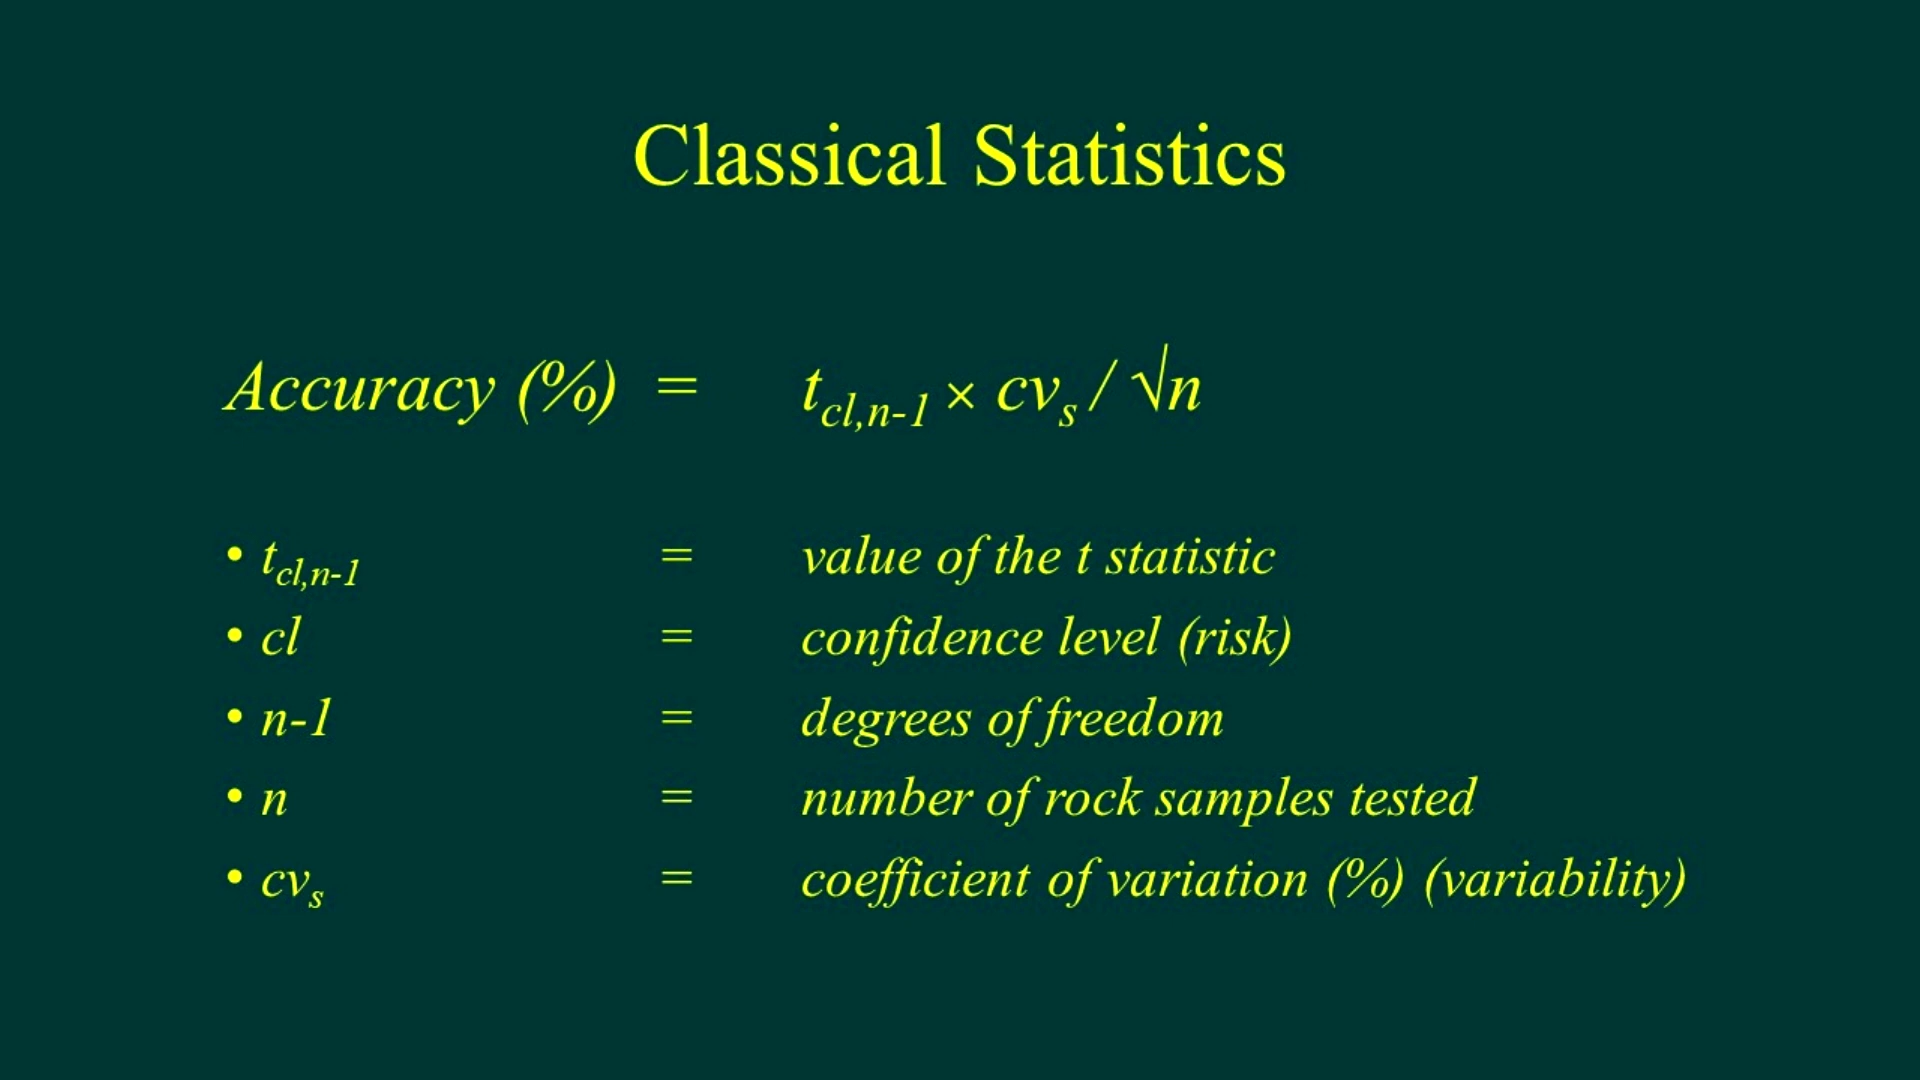 Classical Statistics
Accuracy (%) = t_cl,n-1 × cv_s / √n
• t_cl,n-1 = value of the t statistic
• cl = confidence level (risk)
• n-1 = degrees of freedom
• n = number of rock samples tested
• cv_s = coefficient of variation (%) (variability)